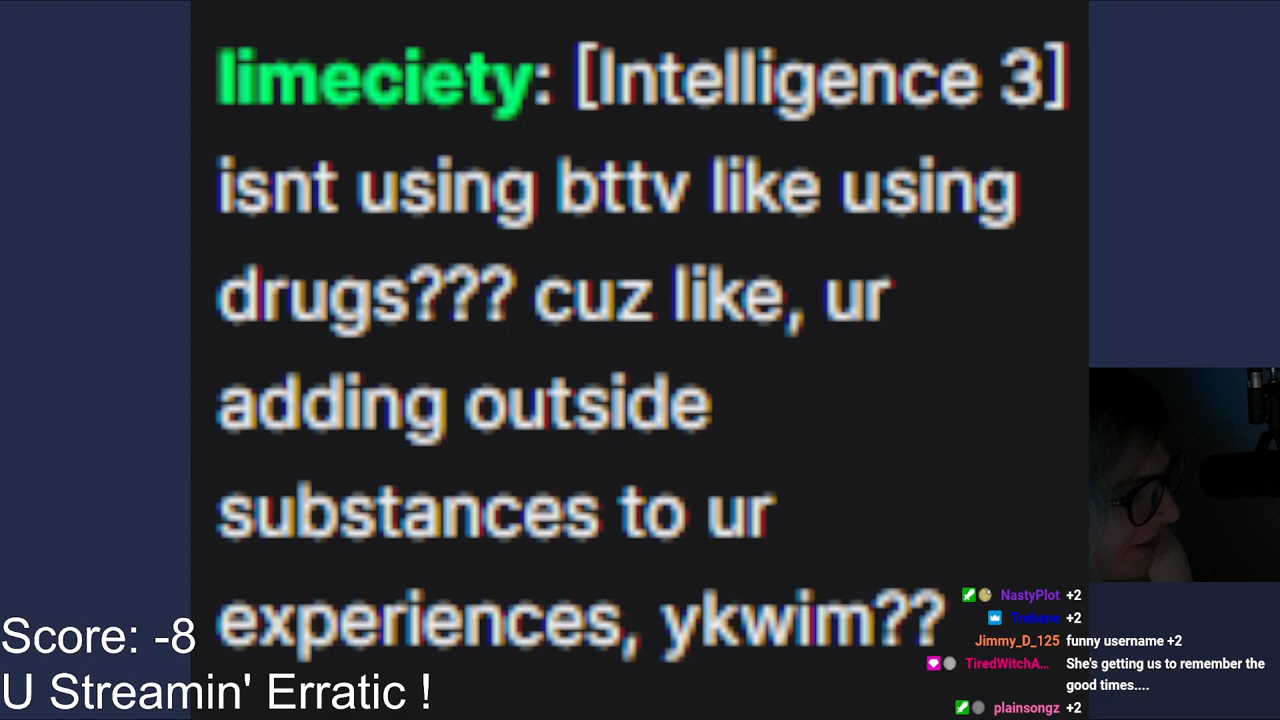 limeciety: [Intelligence 3]
isnt using bttv like using
drugs??? cuz like, ur
adding outside
substances to ur
experiences, ykwim??
Score: -8
U Streamin' Erratic !
NastyPlot +2
Trebane +2
Jimmy_D_125 funny username +2
TiredWitchA... She's getting us to remember the
good times....
plainsongz +2